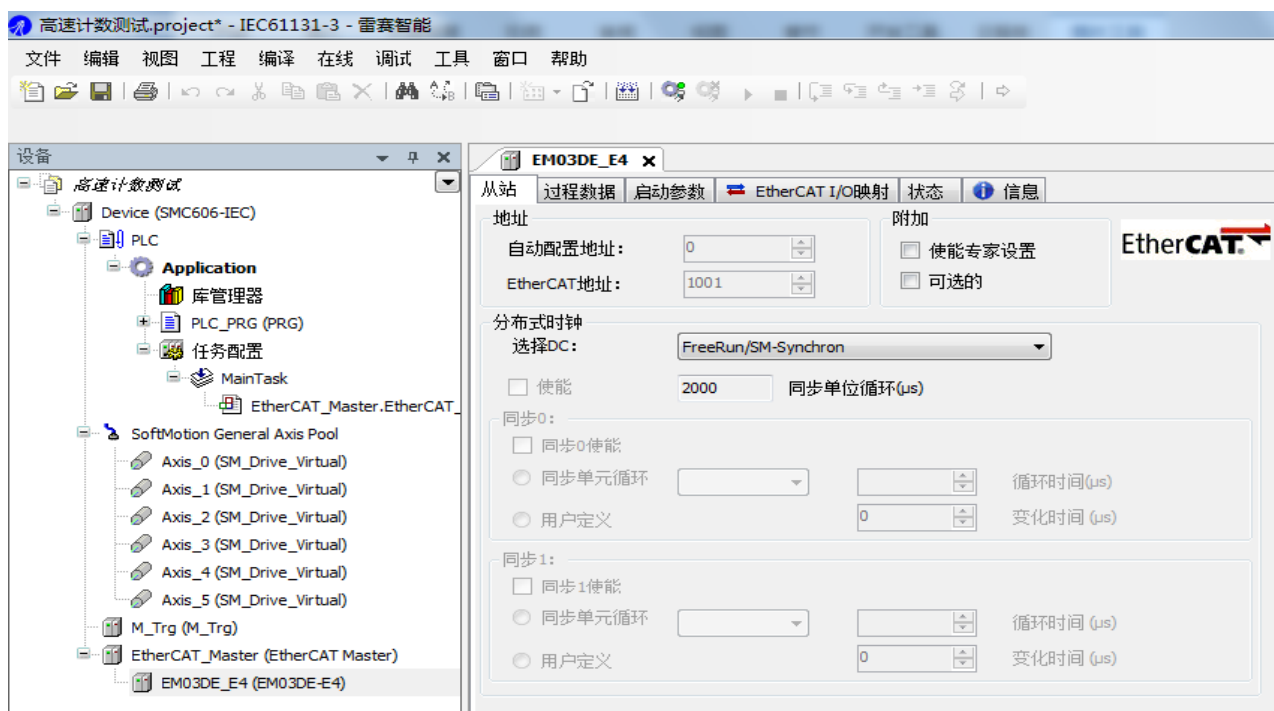 高速计数测试.project* - IEC61131-3 - 雷赛智能
文件 编辑 视图 工程 编译 在线 调试 工具 窗口 帮助
设备
高速计数测试
Device (SMC606-IEC)
PLC
Application
库管理器
PLC_PRG (PRG)
任务配置
MainTask
EtherCAT_Master.EtherCAT_
SoftMotion General Axis Pool
Axis_0 (SM_Drive_Virtual)
Axis_1 (SM_Drive_Virtual)
Axis_2 (SM_Drive_Virtual)
Axis_3 (SM_Drive_Virtual)
Axis_4 (SM_Drive_Virtual)
Axis_5 (SM_Drive_Virtual)
M_Trg (M_Trg)
EtherCAT_Master (EtherCAT Master)
EM03DE_E4 (EM03DE-E4)
EM03DE_E4
从站 过程数据 启动参数 EtherCAT I/O映射 状态 信息
地址
自动配置地址: 0
EtherCAT地址: 1001
附加
使能专家设置
可选的
EtherCAT.
分布式时钟
选择DC: FreeRun/SM-Synchron
使能 2000 同步单位循环(µs)
同步0:
同步0使能
同步单元循环 循环时间(µs)
用户定义 0 变化时间 (µs)
同步1:
同步1使能
同步单元循环 循环时间 (µs)
用户定义 0 变化时间 (µs)